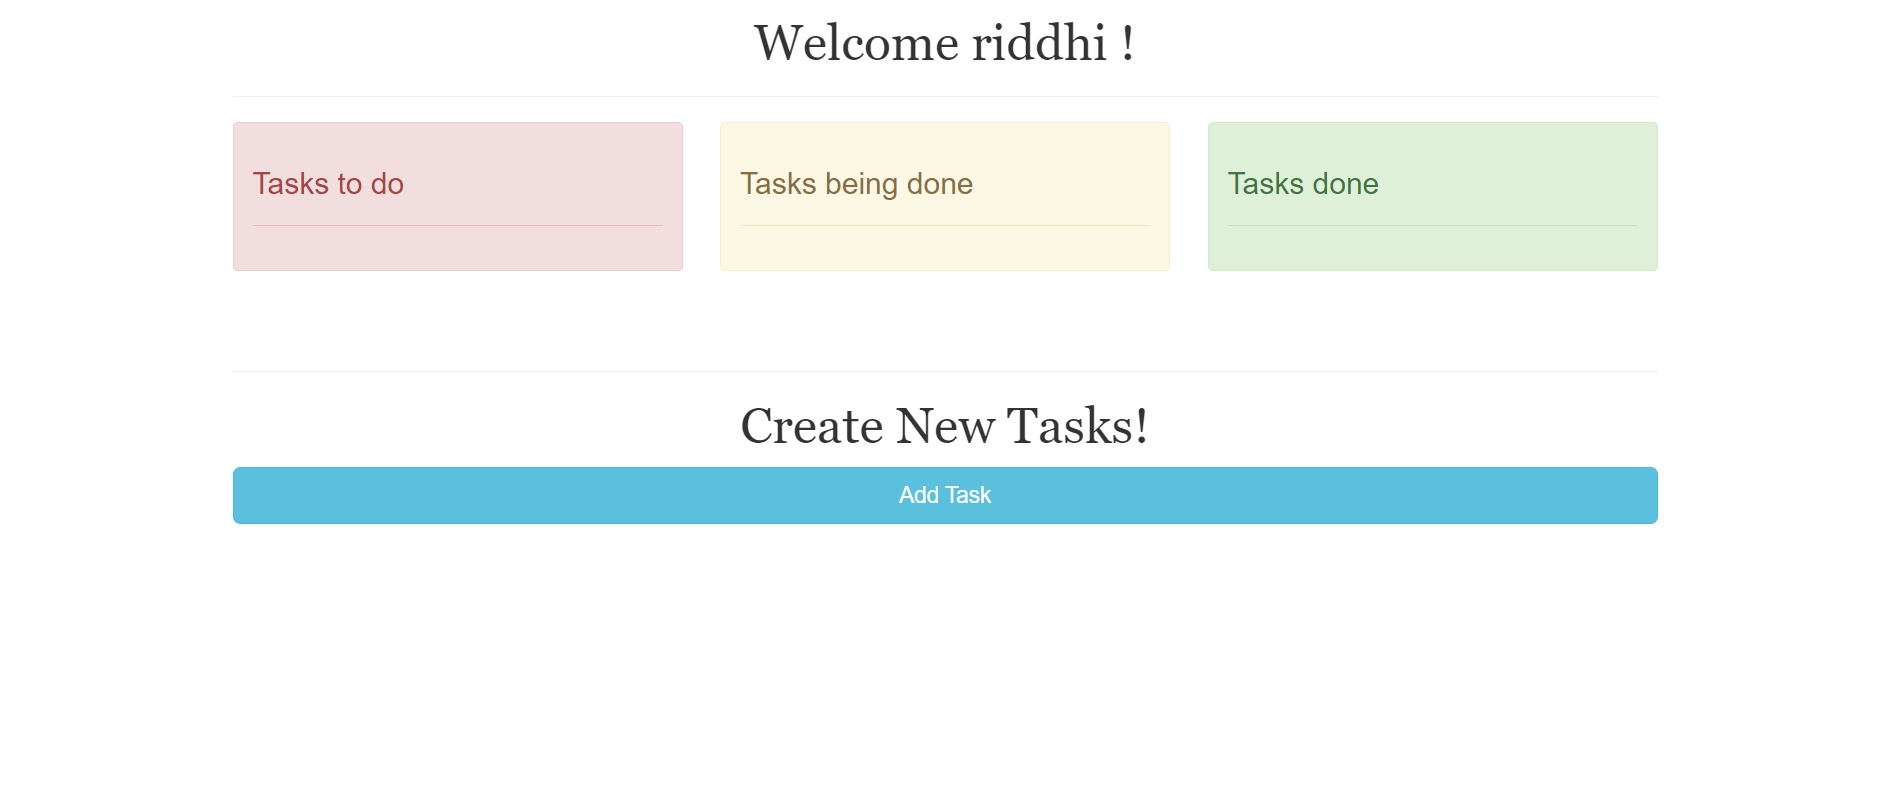 Welcome riddhi !
Tasks to do
Tasks being done
Tasks done
Create New Tasks!
Add Task